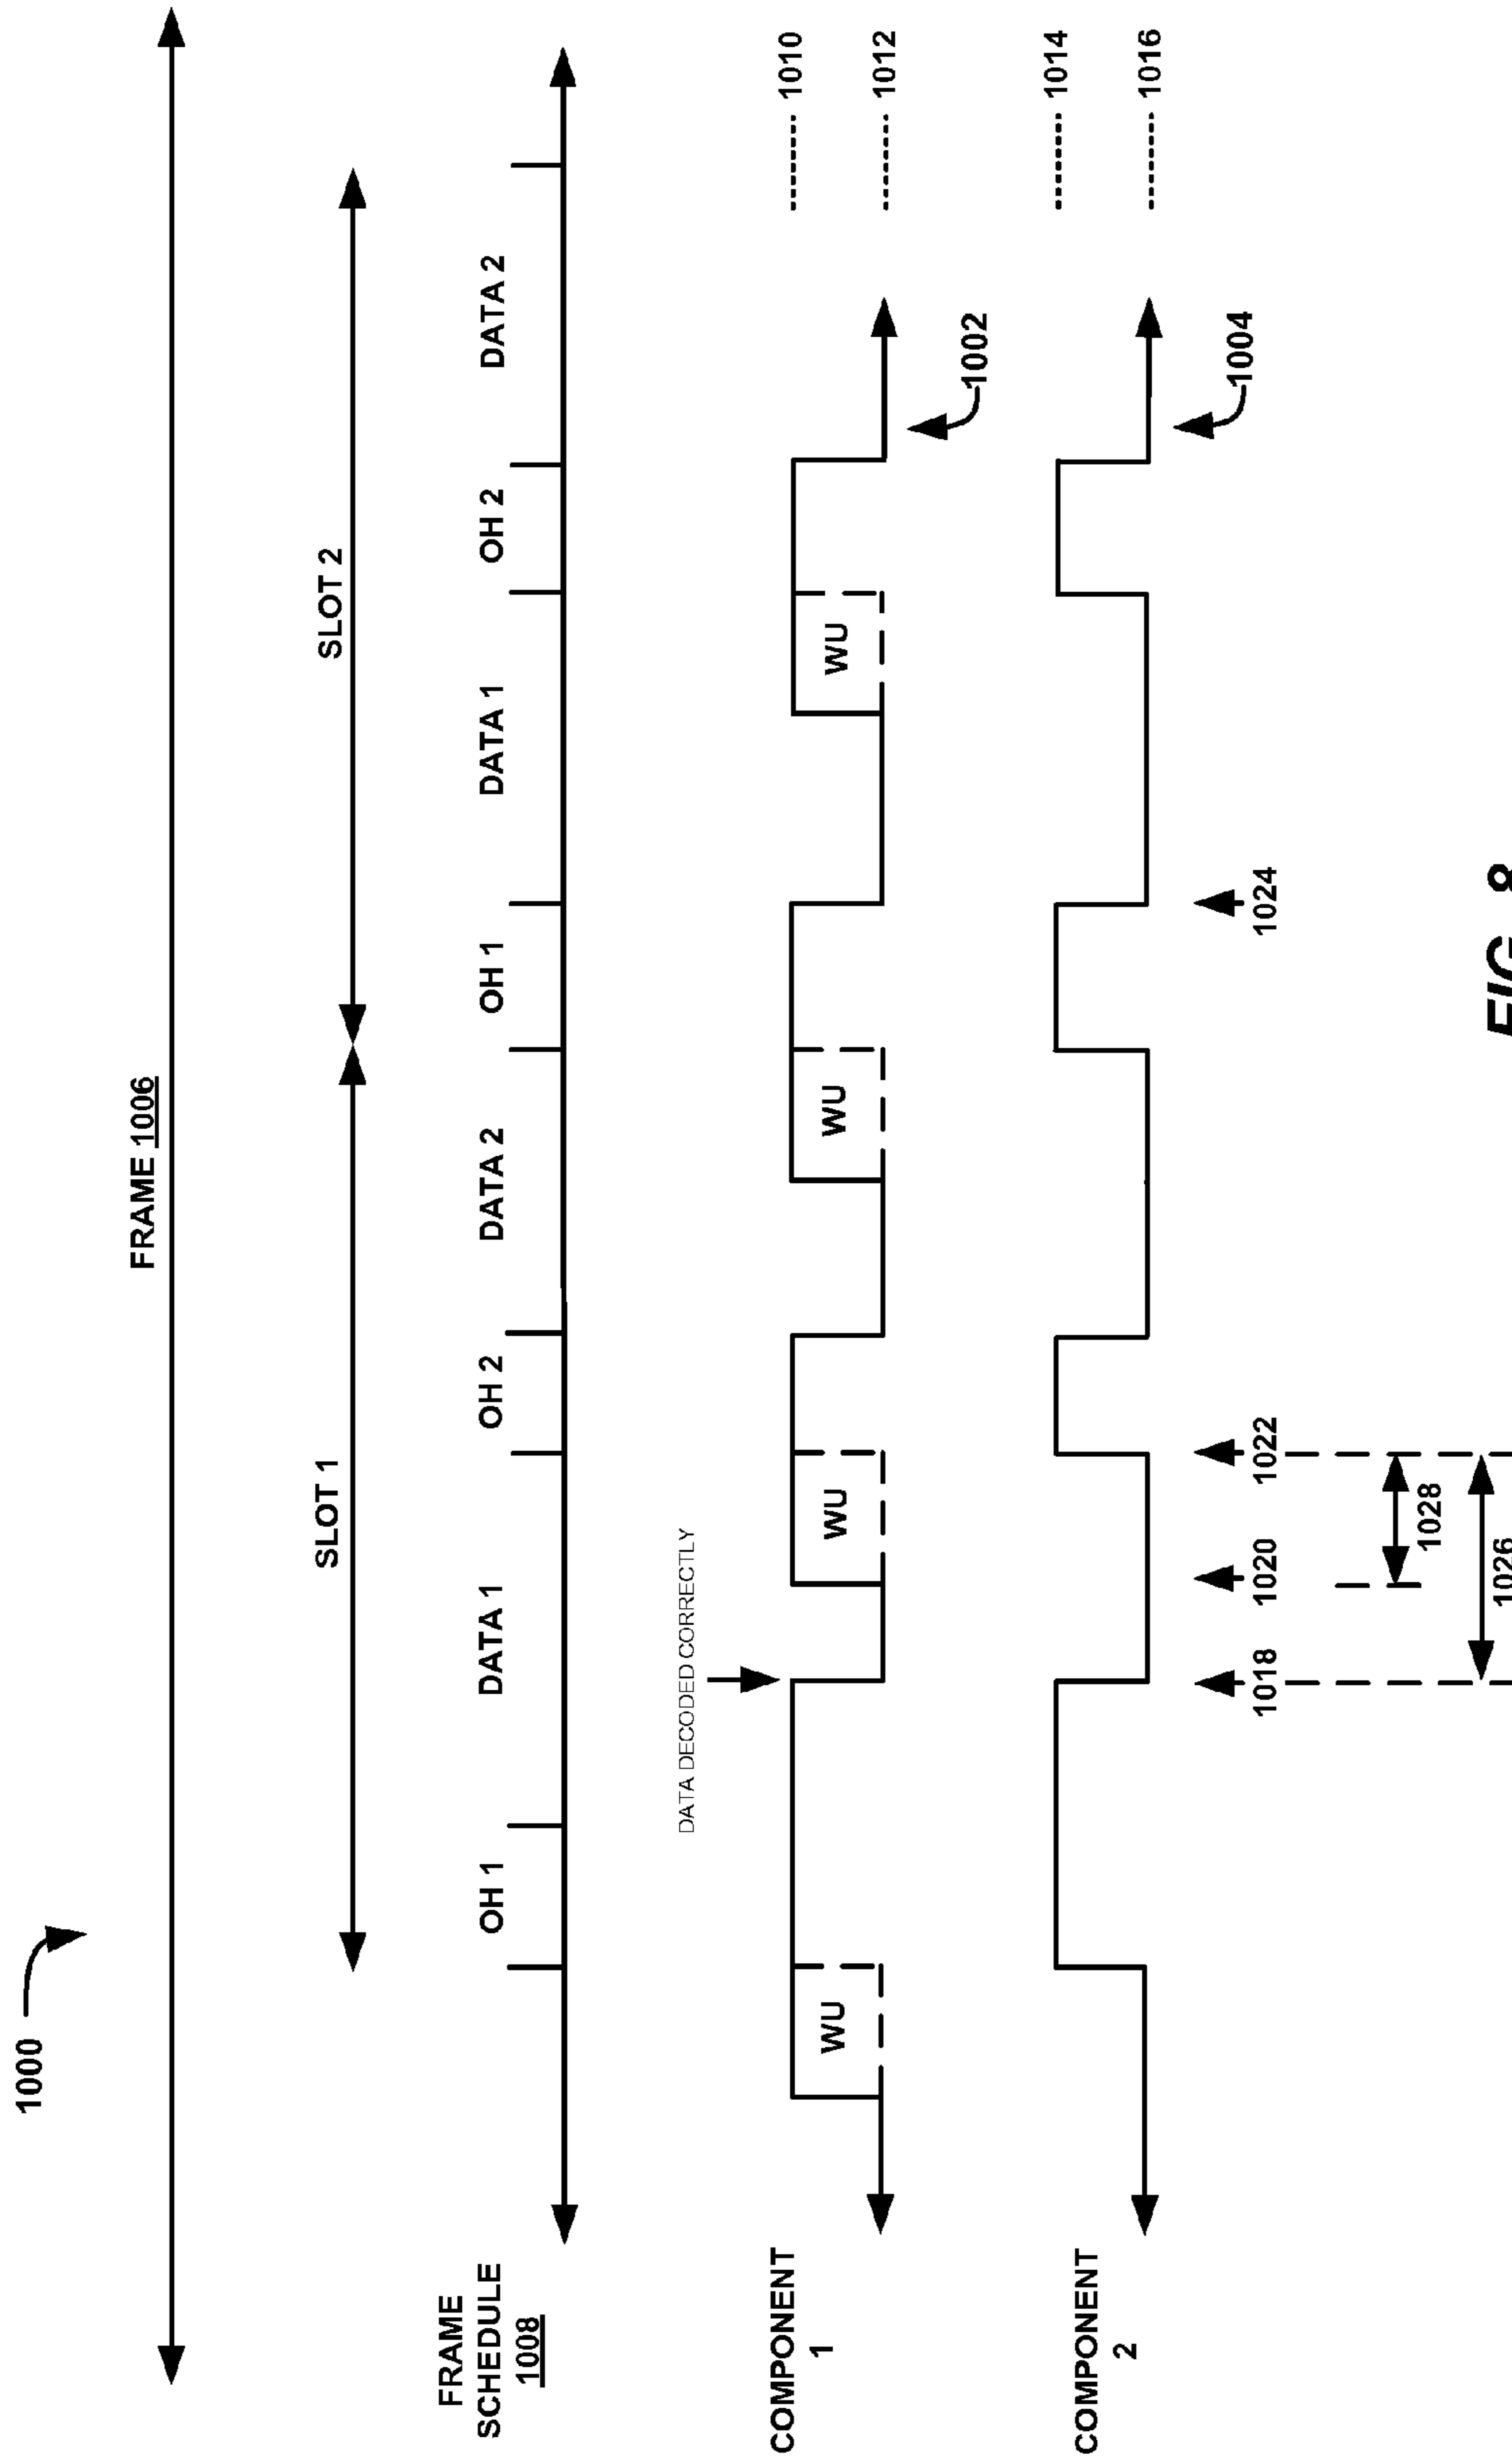 1000
FRAME 1006
SLOT 1
SLOT 2
FRAME
SCHEDULE
1008
OH 1
DATA 1
OH 2
DATA 2
OH 1
DATA 1
OH 2
DATA 2
DATA DECODED CORRECTLY
COMPONENT
1
WU
WU
WU
WU
1010
1012
1002
COMPONENT
2
1014
1016
1004
1018
1020
1022
1024
1028
1026
FIG. 8